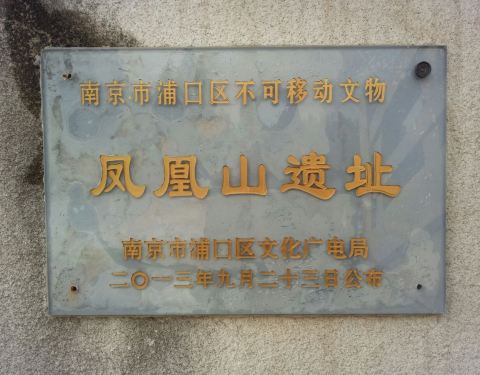 南京市浦口区不可移动文物
凤凰山遗址
南京市浦口区文化广电局
二〇一三年九月二十三日公布